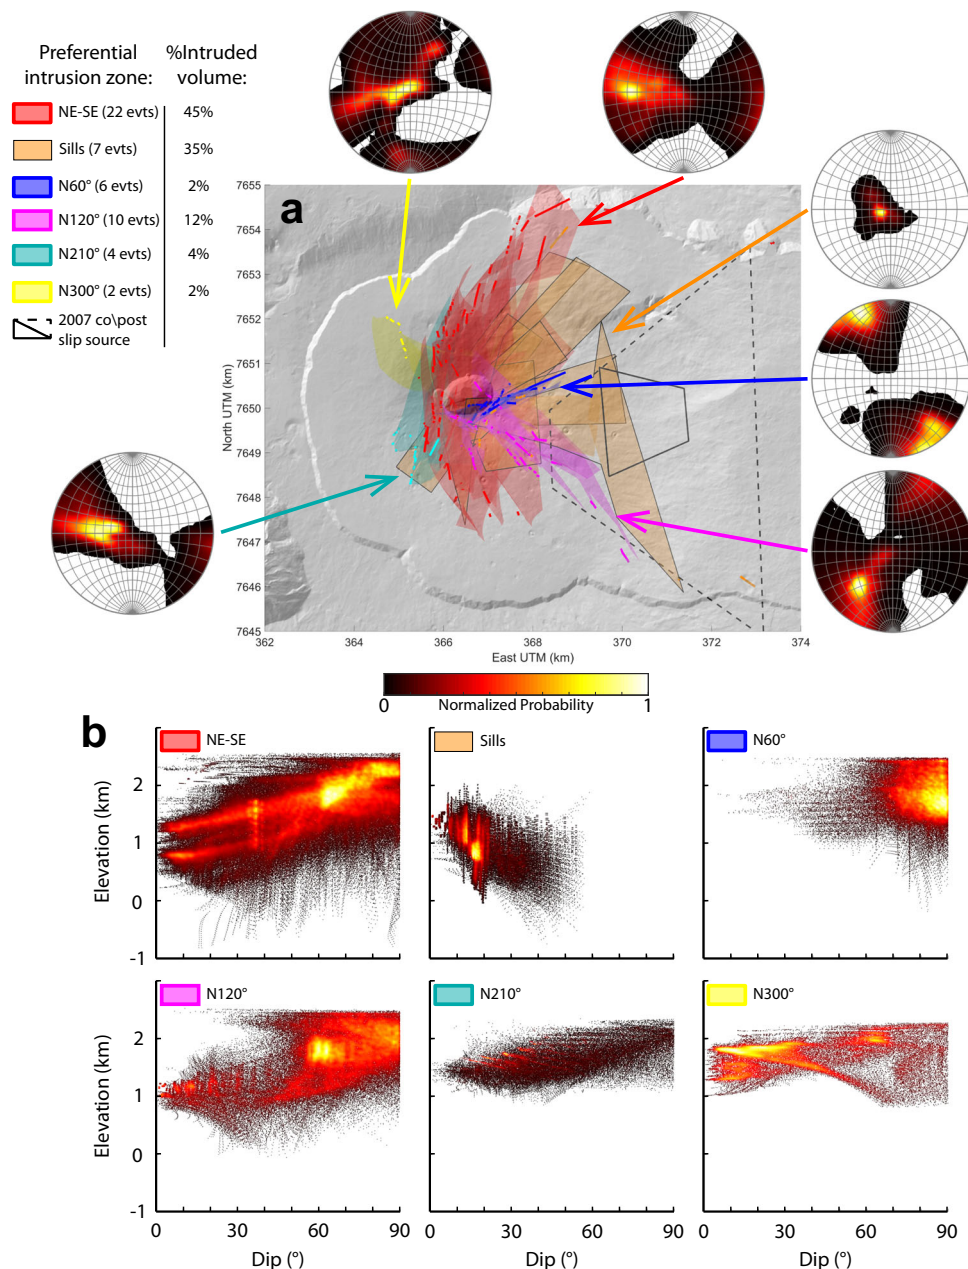 Preferential intrusion zone:
%Intruded volume:
NE-SE (22 evts) 45%
Sills (7 evts) 35%
N60° (6 evts) 2%
N120° (10 evts) 12%
N210° (4 evts) 4%
N300° (2 evts) 2%
2007 co\post
slip source
a
7655
7654
7653
7652
7651
7650
7649
7648
7647
7646
7645
North UTM (km)
362 364 366 368 370 372 374
East UTM (km)
0 Normalized Probability 1
b
NE-SE Sills N60°
Elevation (km)
2
1
0
-1
N120° N210° N300°
Elevation (km)
2
1
0
-1
0 30 60 90 0 30 60 90 0 30 60 90
Dip (°) Dip (°) Dip (°)